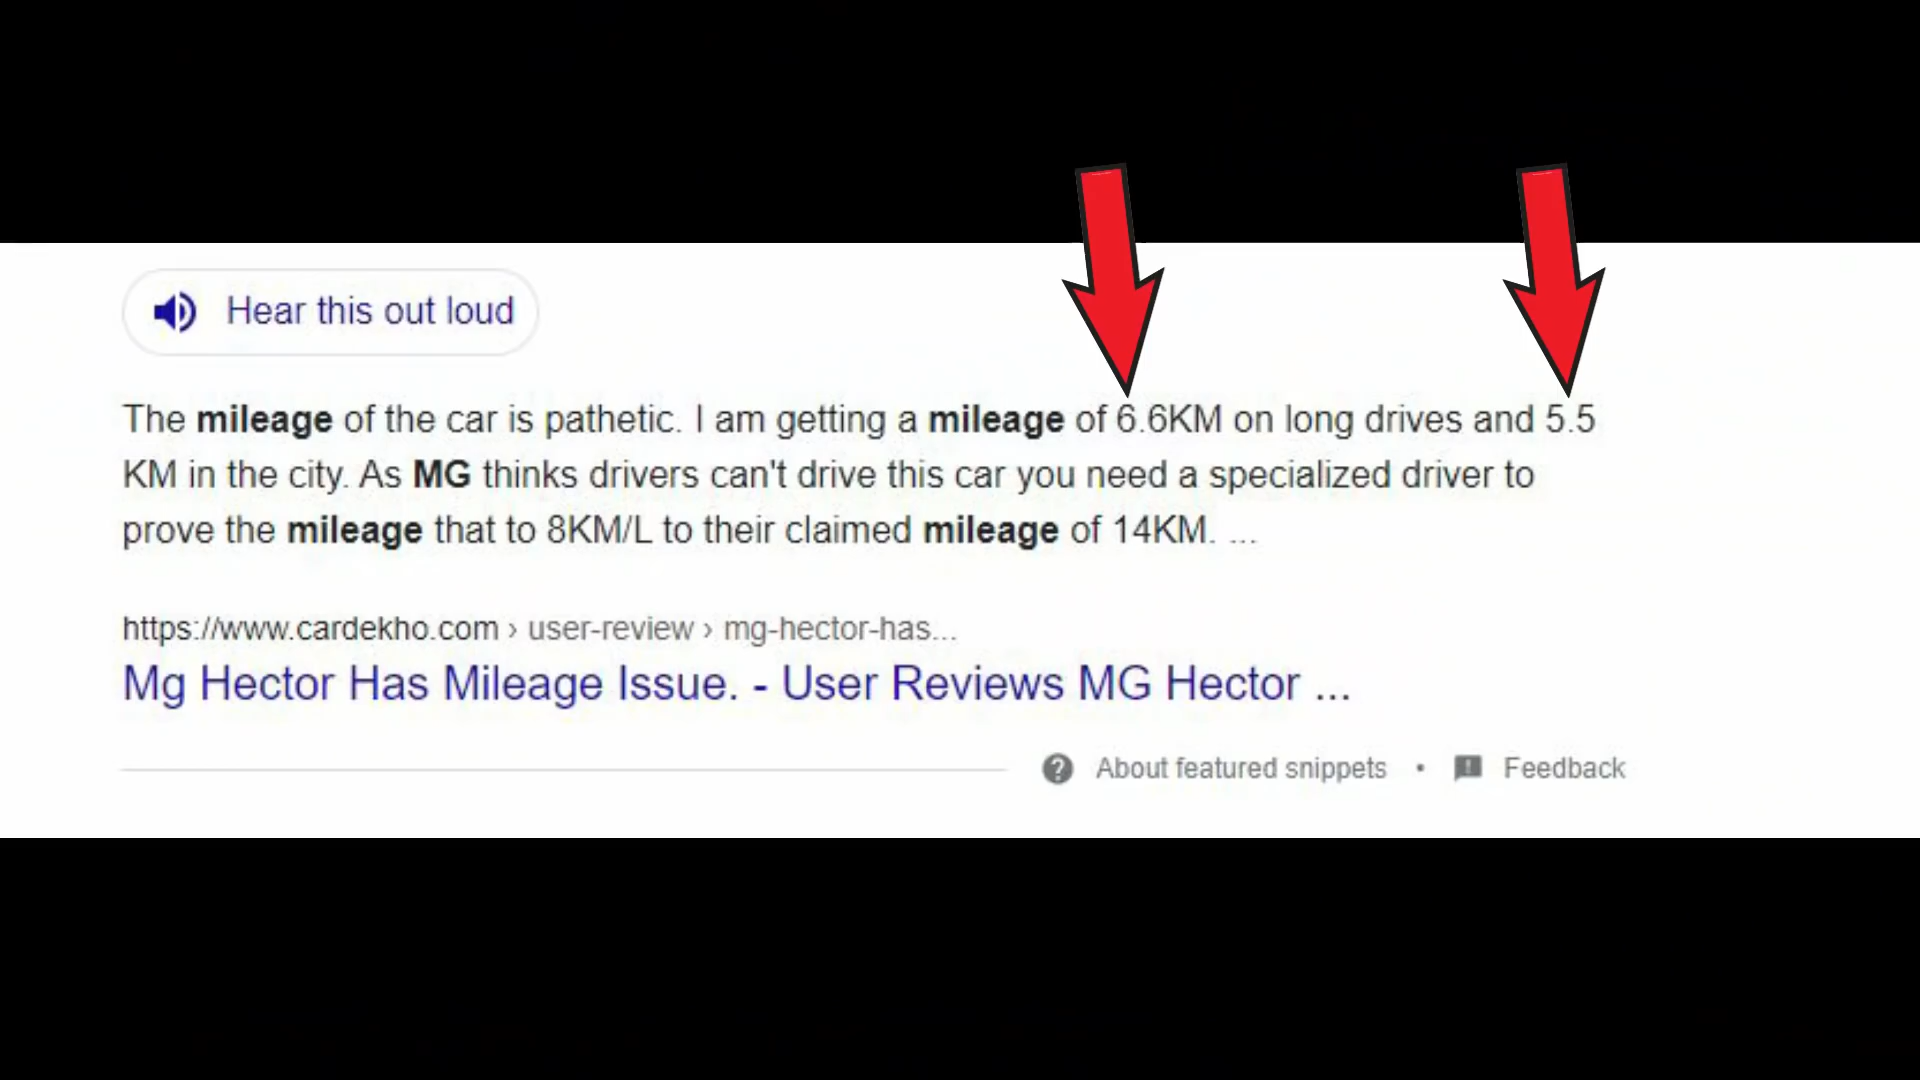 Hear this out loud
The mileage of the car is pathetic. I am getting a mileage of 6.6KM on long drives and 5.5
KM in the city. As MG thinks drivers can't drive this car you need a specialized driver to
prove the mileage that to 8KM/L to their claimed mileage of 14KM. ...
https://www.cardekho.com › user-review › mg-hector-has...
Mg Hector Has Mileage Issue. - User Reviews MG Hector ...
About featured snippets • Feedback